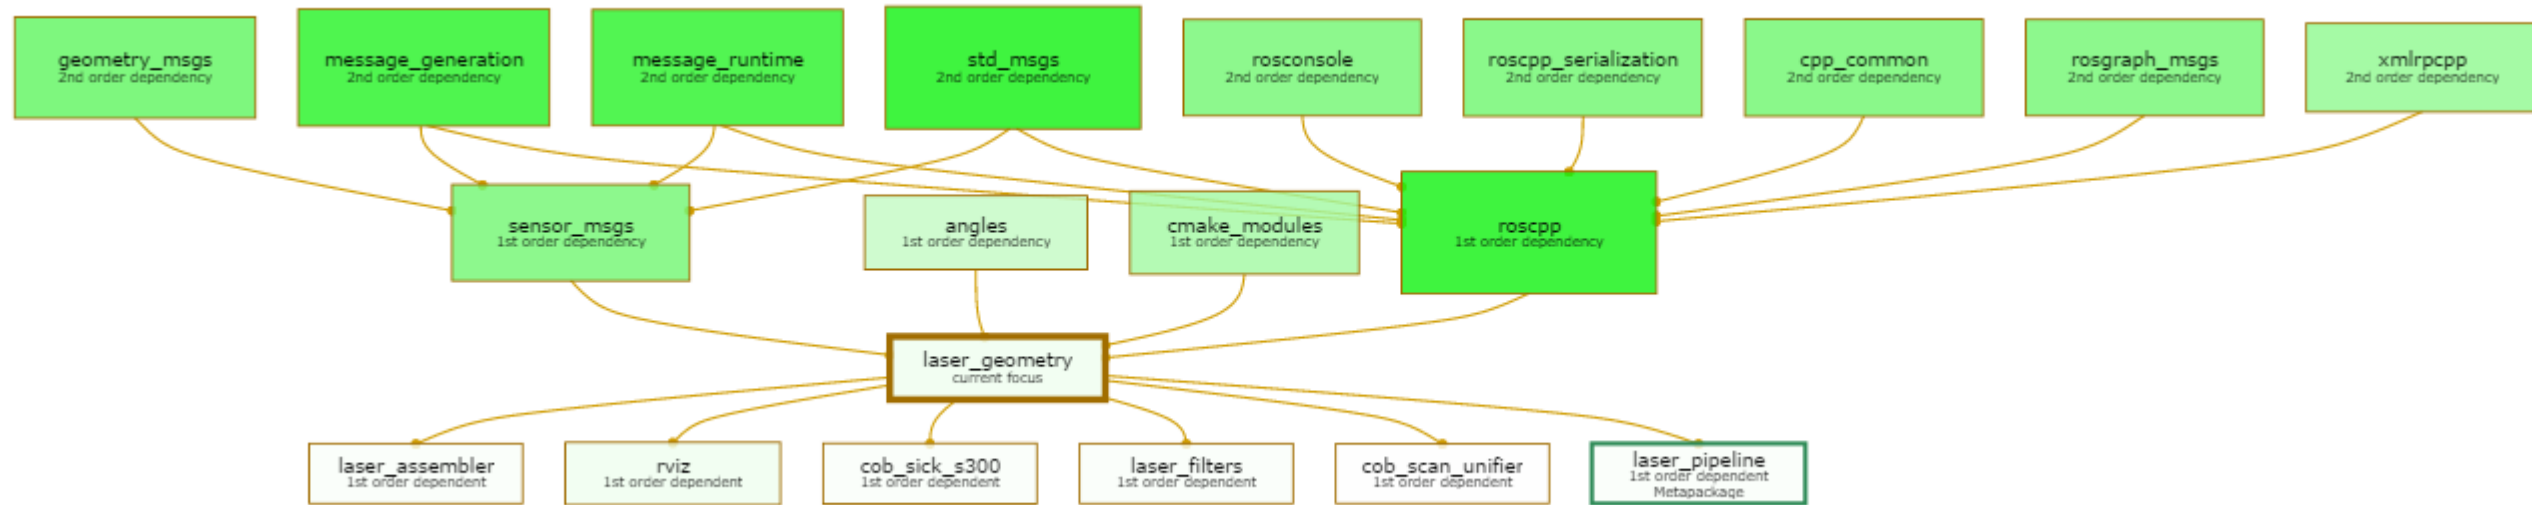 geometry_msgs
2nd order dependency
message_generation
2nd order dependency
message_runtime
2nd order dependency
std_msgs
2nd order dependency
rosconsole
2nd order dependency
roscpp_serialization
2nd order dependency
cpp_common
2nd order dependency
rosgraph_msgs
2nd order dependency
xmlrpcpp
2nd order dependency
sensor_msgs
1st order dependency
angles
1st order dependency
cmake_modules
1st order dependency
roscpp
1st order dependency
laser_geometry
current focus
laser_assembler
1st order dependent
rviz
1st order dependent
cob_sick_s300
1st order dependent
laser_filters
1st order dependent
cob_scan_unifier
1st order dependent
laser_pipeline
1st order dependent
Metapackage